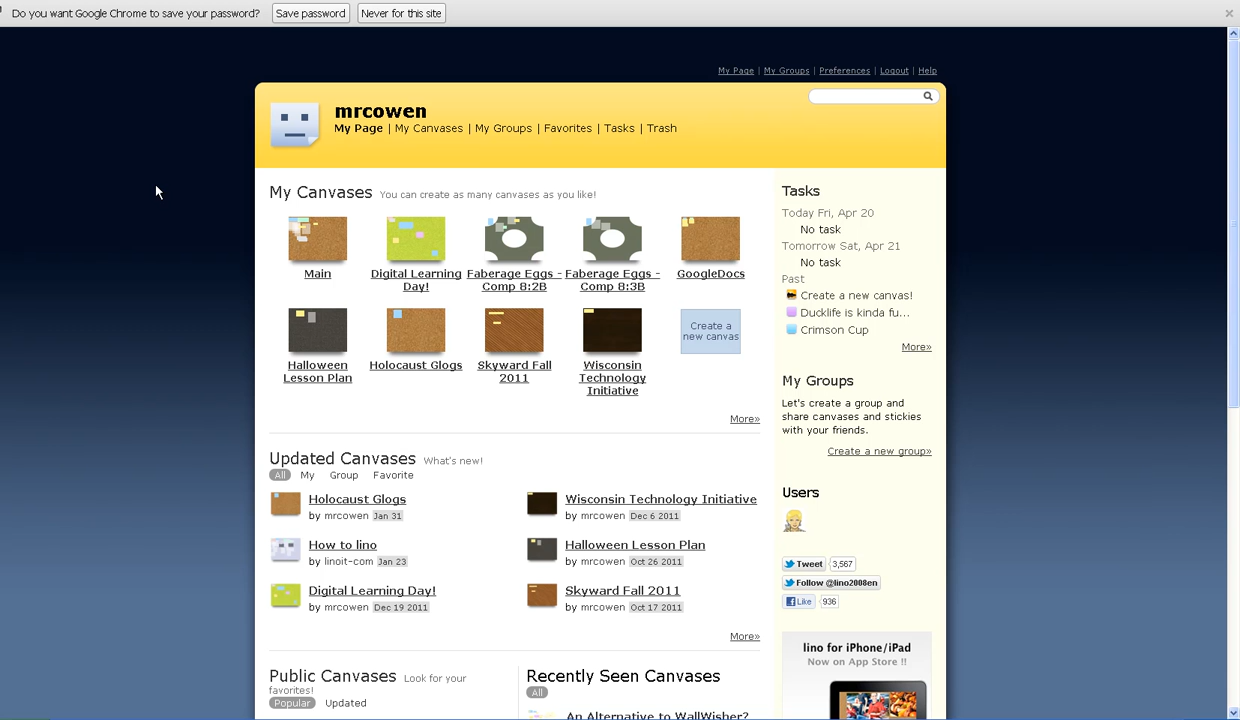 Do you want Google Chrome to save your password? Save password Never for this site
My Page | My Groups | Preferences | Logout | Help
mrcowen
My Page | My Canvases | My Groups | Favorites | Tasks | Trash
My Canvases You can create as many canvases as you like!
Main
Digital Learning
Day!
Faberage Eggs -
Comp 8:2B
Faberage Eggs -
Comp 8:3B
GoogleDocs
Halloween
Lesson Plan
Holocaust Glogs
Skyward Fall
2011
Wisconsin
Technology
Initiative
Create a
new canvas
More»
Updated Canvases What's new!
All My Group Favorite
Holocaust Glogs
by mrcowen Jan 31
How to lino
by linoit-com Jan 23
Digital Learning Day!
by mrcowen Dec 19 2011
Wisconsin Technology Initiative
by mrcowen Dec 6 2011
Halloween Lesson Plan
by mrcowen Oct 26 2011
Skyward Fall 2011
by mrcowen Oct 17 2011
More»
Public Canvases Look for your
favorites!
Popular Updated
Recently Seen Canvases
All
An Alternative to WallWisher?
Tasks
Today Fri, Apr 20
No task
Tomorrow Sat, Apr 21
No task
Past
Create a new canvas!
Ducklife is kinda fu...
Crimson Cup
More»
My Groups
Let's create a group and
share canvases and stickies
with your friends.
Create a new group»
Users
Tweet 3,567
Follow @lino2008en
Like 936
lino for iPhone/iPad
Now on App Store !!